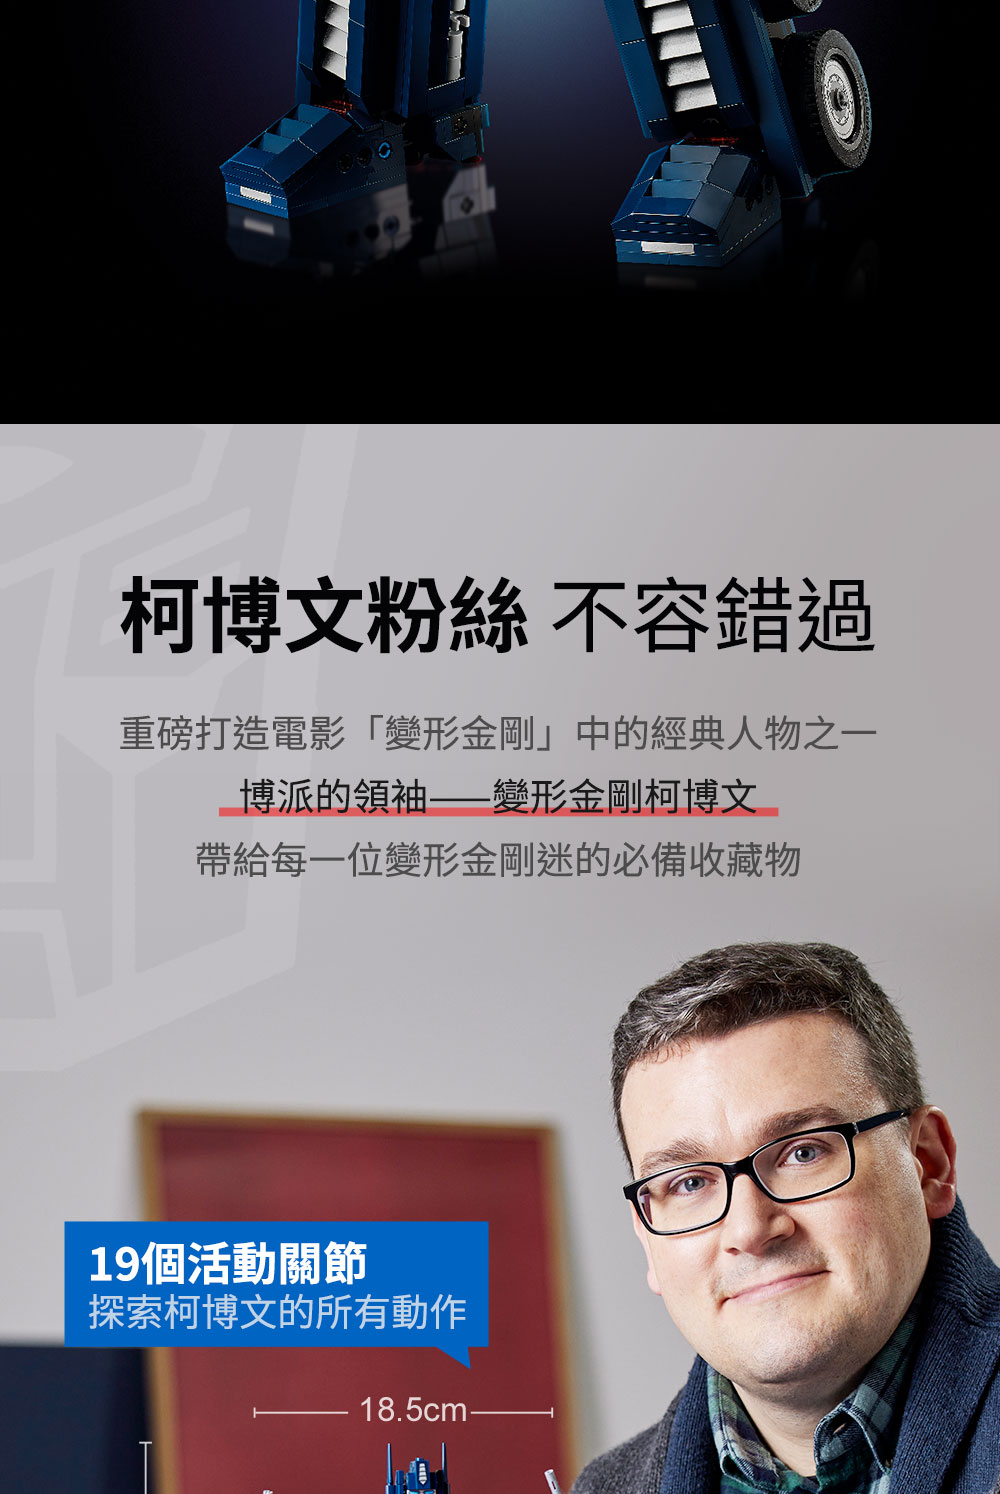 柯博文粉絲 不容錯過
重磅打造電影「變形金剛」中的經典人物之一
博派的領袖——變形金剛柯博文
帶給每一位變形金剛迷的必備收藏物
19個活動關節
探索柯博文的所有動作
18.5cm